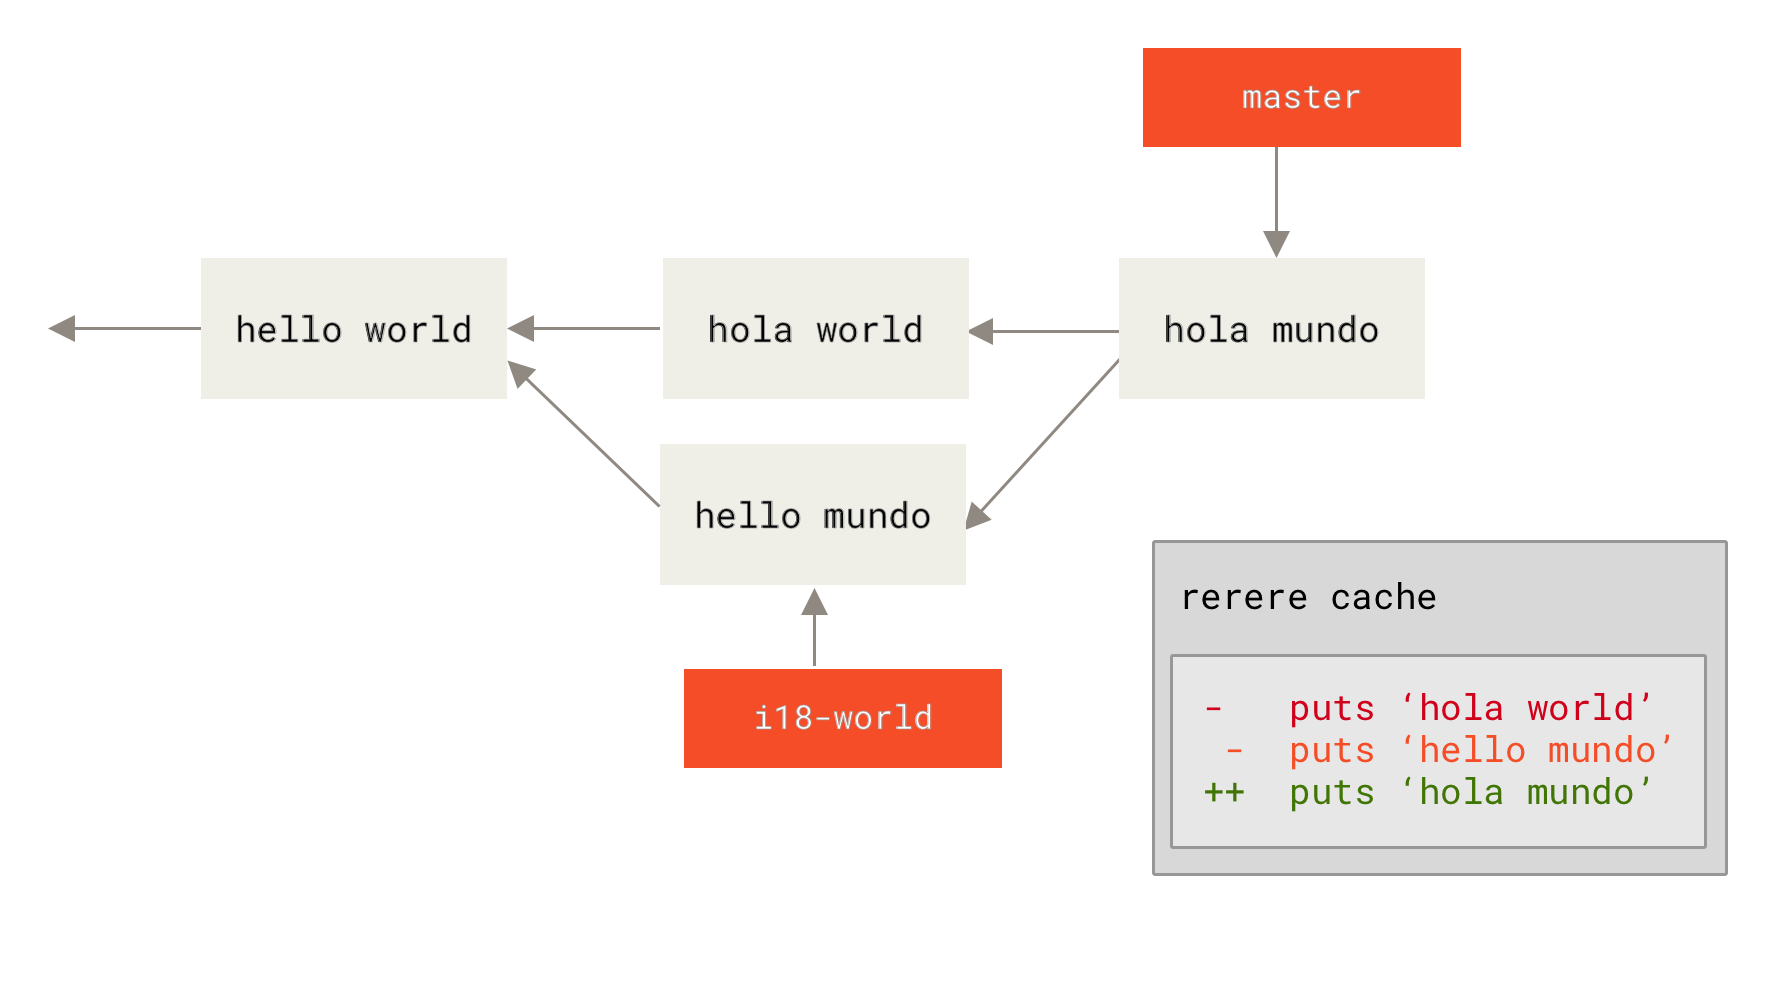 master
hello world
hola world
hola mundo
hello mundo
i18-world
rerere cache
-   puts ‘hola world’
 -  puts ‘hello mundo’
++  puts ‘hola mundo’